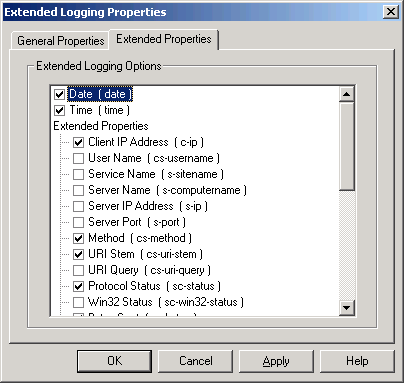 Extended Logging Properties
General Properties
Extended Properties
Extended Logging Options
Date ( date )
Time ( time )
Extended Properties
Client IP Address ( c-ip )
User Name ( cs-username )
Service Name ( s-sitename )
Server Name ( s-computername )
Server IP Address ( s-ip )
Server Port ( s-port )
Method ( cs-method )
URI Stem ( cs-uri-stem )
URI Query ( cs-uri-query )
Protocol Status ( sc-status )
Win32 Status ( sc-win32-status )
OK
Cancel
Apply
Help